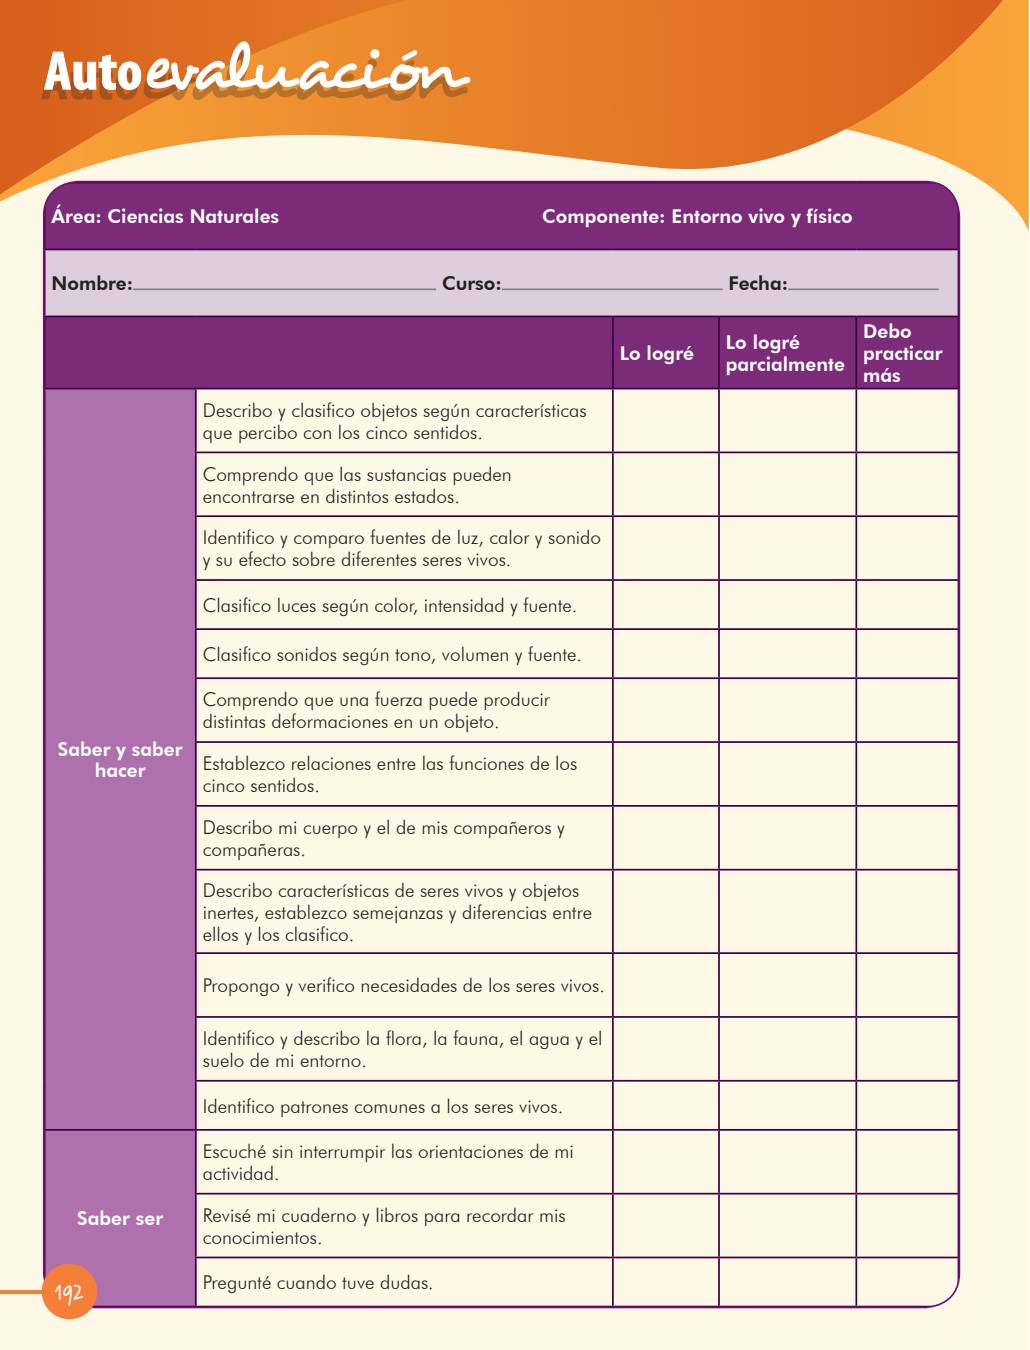 Autoevaluación
Área: Ciencias Naturales
Componente: Entorno vivo y físico
Nombre: Curso: Fecha:
Lo logré
Lo logré
parcialmente
Debo
practicar
más
Saber y saber
hacer
Describo y clasifico objetos según características
que percibo con los cinco sentidos.
Comprendo que las sustancias pueden
encontrarse en distintos estados.
Identifico y comparo fuentes de luz, calor y sonido
y su efecto sobre diferentes seres vivos.
Clasifico luces según color, intensidad y fuente.
Clasifico sonidos según tono, volumen y fuente.
Comprendo que una fuerza puede producir
distintas deformaciones en un objeto.
Establezco relaciones entre las funciones de los
cinco sentidos.
Describo mi cuerpo y el de mis compañeros y
compañeras.
Describo características de seres vivos y objetos
inertes, establezco semejanzas y diferencias entre
ellos y los clasifico.
Propongo y verifico necesidades de los seres vivos.
Identifico y describo la flora, la fauna, el agua y el
suelo de mi entorno.
Identifico patrones comunes a los seres vivos.
Saber ser
Escuché sin interrumpir las orientaciones de mi
actividad.
Revisé mi cuaderno y libros para recordar mis
conocimientos.
Pregunté cuando tuve dudas.
192